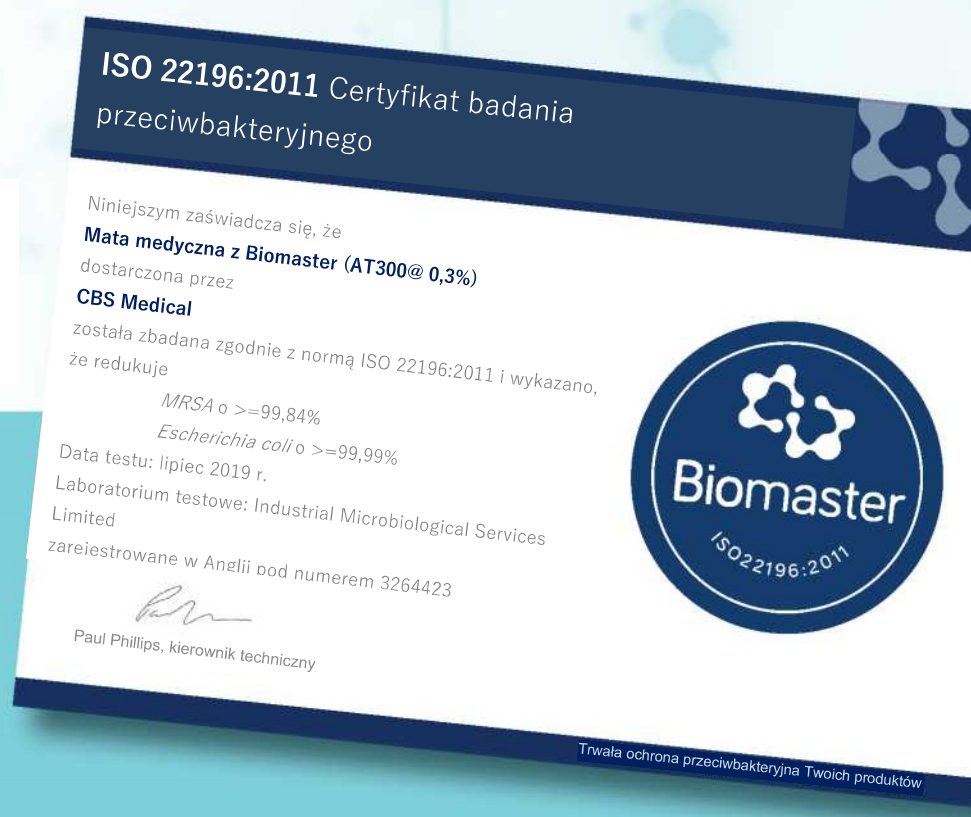 ISO 22196:2011 Certyfikat badania
przeciwbakteryjnego
Niniejszym zaświadcza się, że
Mata medyczna z Biomaster (AT300@ 0,3%)
dostarczona przez
CBS Medical
została zbadana zgodnie z normą ISO 22196:2011 i wykazano,
że redukuje
MRSA o >=99,84%
Escherichia coli o >=99,99%
Data testu: lipiec 2019 r.
Laboratorium testowe: Industrial Microbiological Services
Limited
zarejestrowane w Anglii pod numerem 3264423
Paul Phillips, kierownik techniczny
Biomaster
ISO22196:2011
Trwała ochrona przeciwbakteryjna Twoich produktów